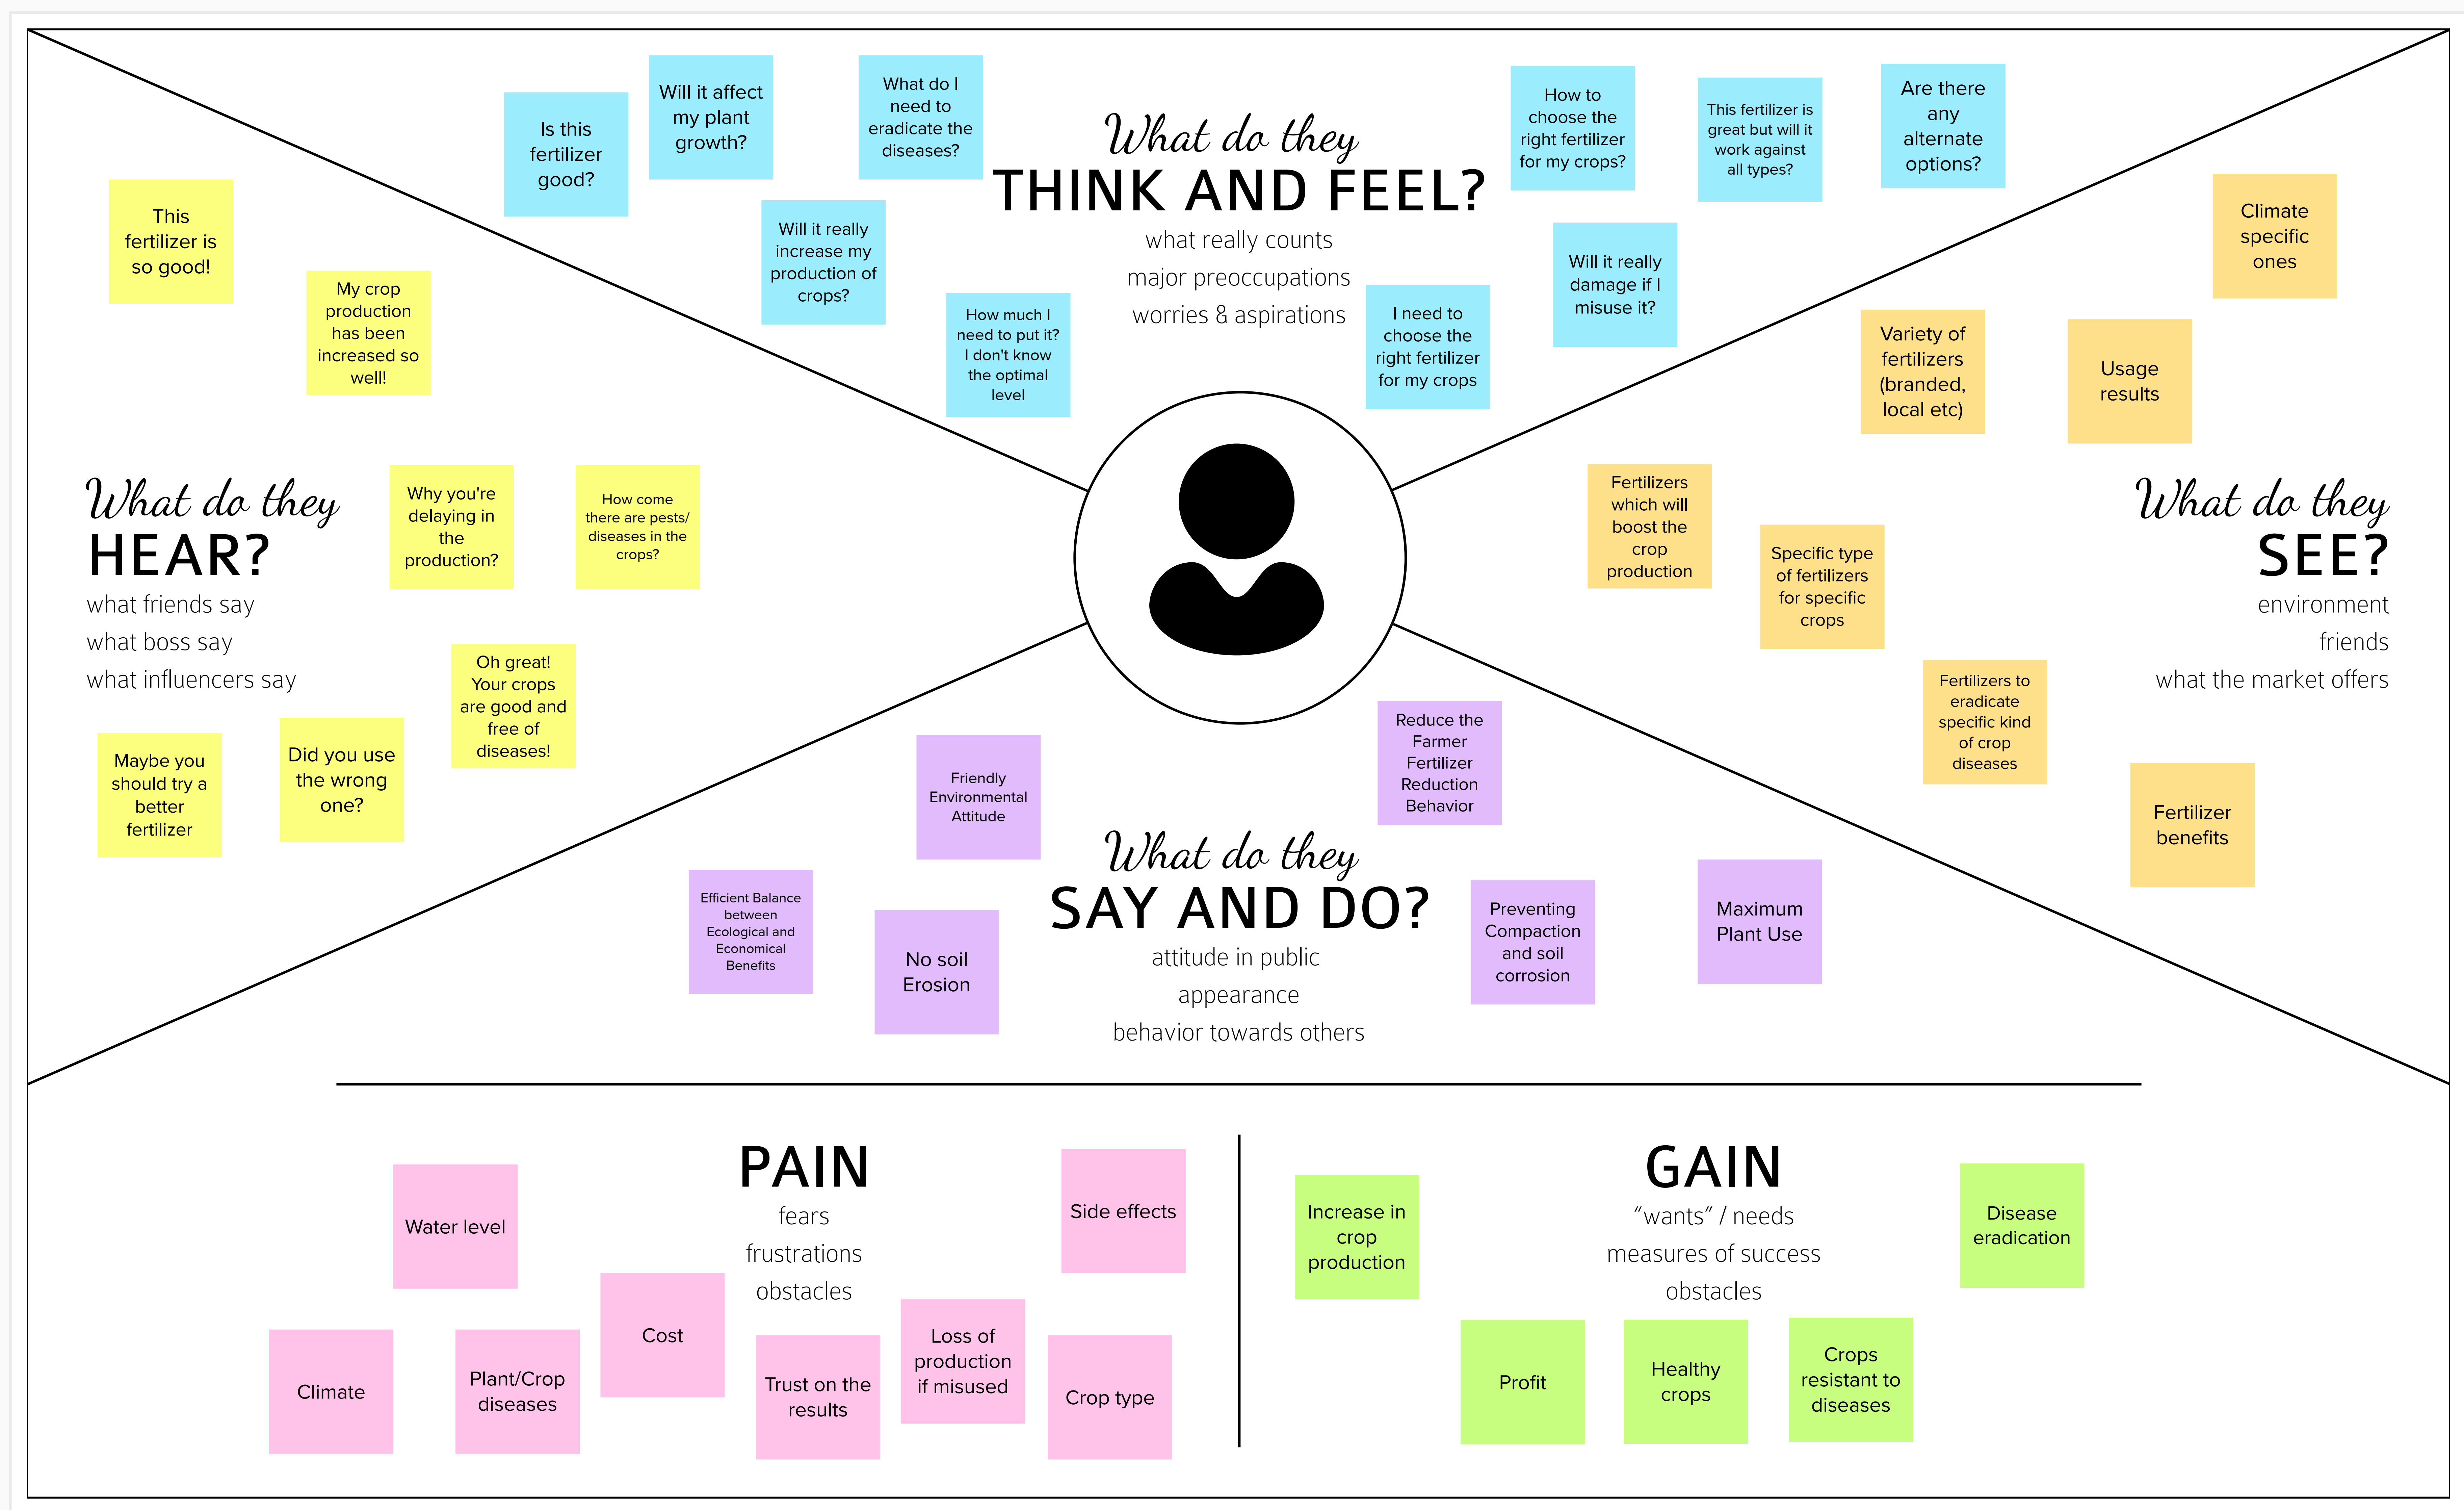 What do they
THINK AND FEEL?
what really counts
major preoccupations
worries & aspirations
Is this
fertilizer
good?
Will it affect
my plant
growth?
What do I
need to
eradicate the
diseases?
Will it really
increase my
production of
crops?
How much I
need to put it?
I don't know
the optimal
level
How to
choose the
right fertilizer
for my crops?
This fertilizer is
great but will it
work against
all types?
Are there
any
alternate
options?
Will it really
damage if I
misuse it?
I need to
choose the
right fertilizer
for my crops
This
fertilizer is
so good!
My crop
production
has been
increased so
well!
What do they
HEAR?
what friends say
what boss say
what influencers say
Why you're
delaying in
the
production?
How come
there are pests/
diseases in the
crops?
Oh great!
Your crops
are good and
free of
diseases!
Maybe you
should try a
better
fertilizer
Did you use
the wrong
one?
Climate
specific
ones
Variety of
fertilizers
(branded,
local etc)
Usage
results
What do they
SEE?
environment
friends
what the market offers
Fertilizers
which will
boost the
crop
production
Specific type
of fertilizers
for specific
crops
Fertilizers to
eradicate
specific kind
of crop
diseases
Fertilizer
benefits
Friendly
Environmental
Attitude
Reduce the
Farmer
Fertilizer
Reduction
Behavior
What do they
SAY AND DO?
attitude in public
appearance
behavior towards others
Efficient Balance
between
Ecological and
Economical
Benefits
No soil
Erosion
Preventing
Compaction
and soil
corrosion
Maximum
Plant Use
PAIN
fears
frustrations
obstacles
Water level
Side effects
Cost
Climate
Plant/Crop
diseases
Trust on the
results
Loss of
production
if misused
Crop type
GAIN
“wants” / needs
measures of success
obstacles
Increase in
crop
production
Disease
eradication
Profit
Healthy
crops
Crops
resistant to
diseases